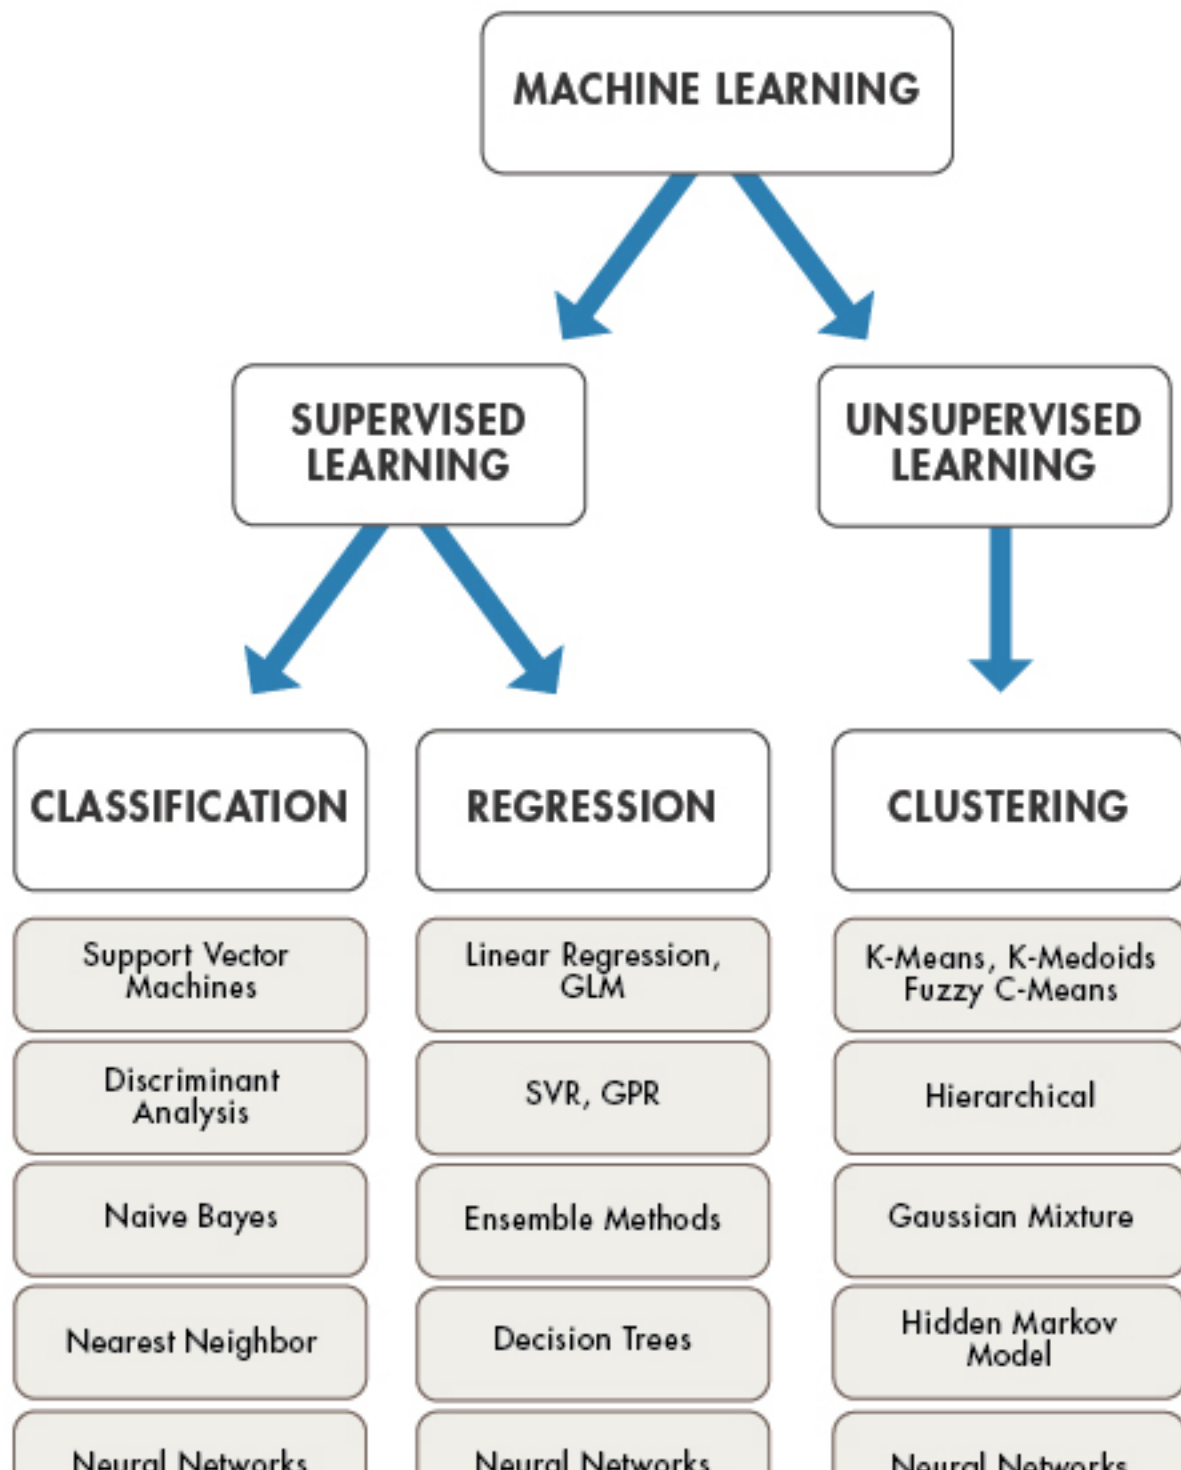 MACHINE LEARNING
SUPERVISED
LEARNING
UNSUPERVISED
LEARNING
CLASSIFICATION
REGRESSION
CLUSTERING
Support Vector
Machines
Linear Regression,
GLM
K-Means, K-Medoids
Fuzzy C-Means
Discriminant
Analysis
SVR, GPR
Hierarchical
Naive Bayes
Ensemble Methods
Gaussian Mixture
Nearest Neighbor
Decision Trees
Hidden Markov
Model
Neural Networks
Neural Networks
Neural Networks